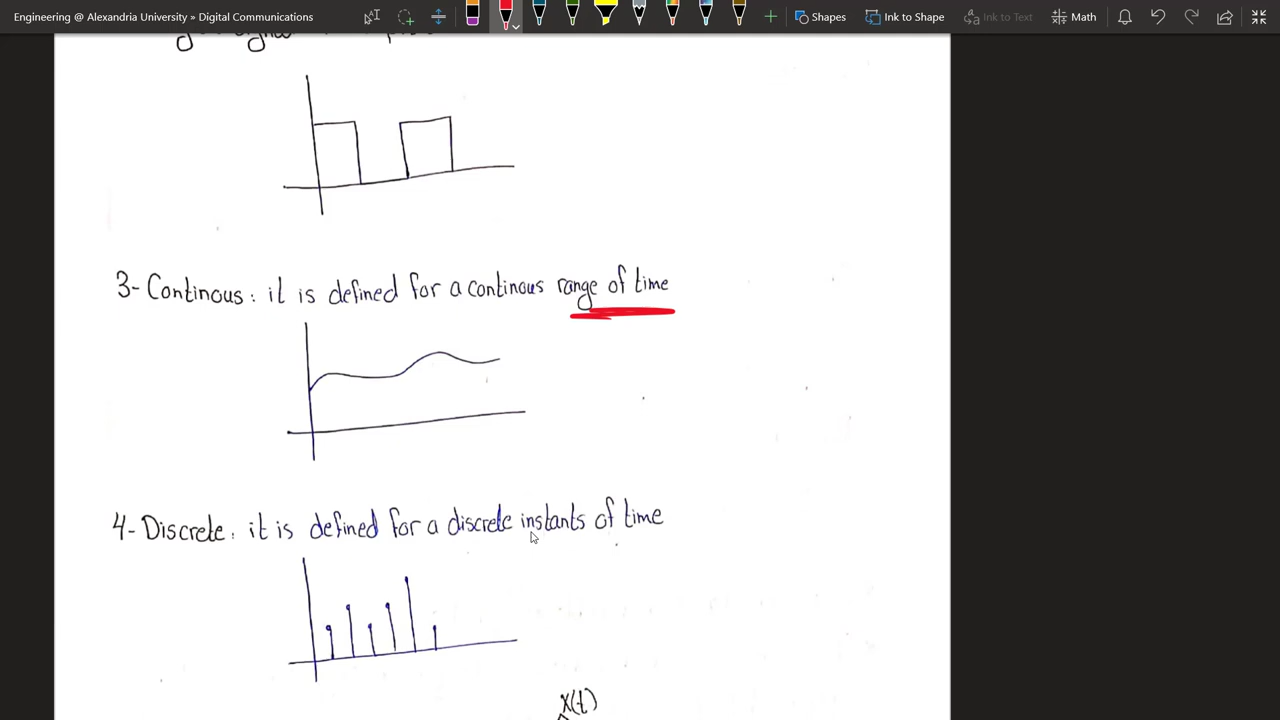 Engineering @ Alexandria University » Digital Communications
Shapes
Ink to Shape
Ink to Text
Math
3- Continous: it is defined for a continous range of time
4- Discrete: it is defined for a discrete instants of time
x(t)